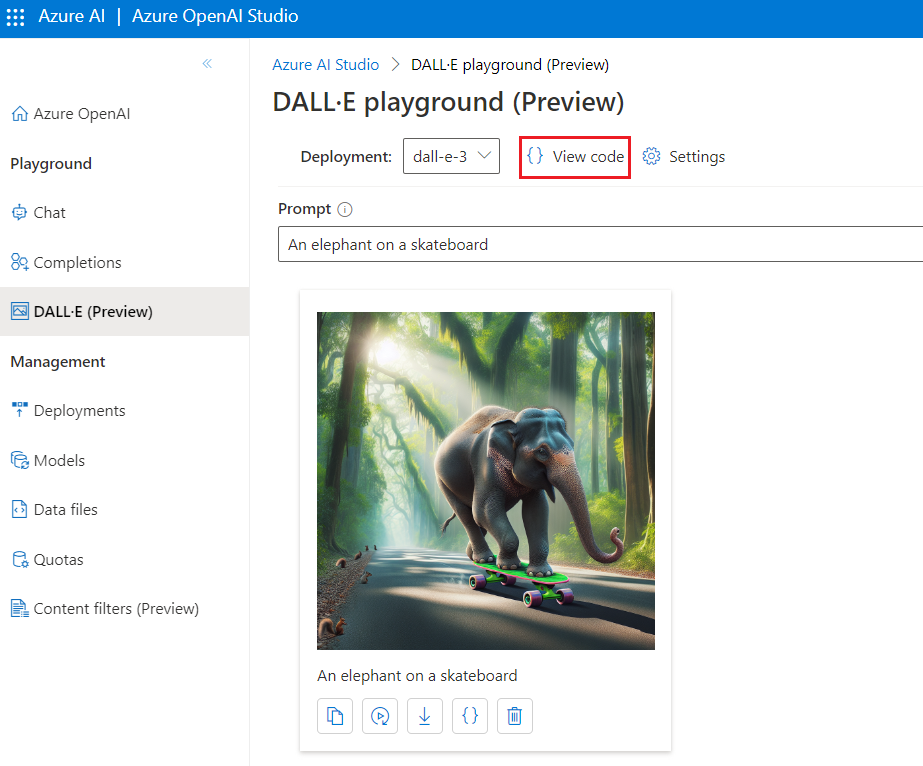 Azure AI | Azure OpenAI Studio
Azure OpenAI
Playground
Chat
Completions
DALL·E (Preview)
Management
Deployments
Models
Data files
Quotas
Content filters (Preview)
Azure AI Studio > DALL·E playground (Preview)
DALL·E playground (Preview)
Deployment: dall-e-3 {} View code Settings
Prompt
An elephant on a skateboard
An elephant on a skateboard